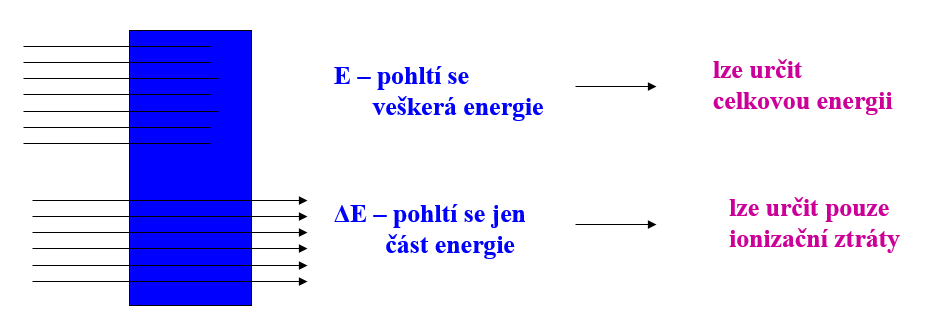 E – pohltí se
veškerá energie
lze určit
celkovou energii
ΔE – pohltí se jen
část energie
lze určit pouze
ionizační ztráty